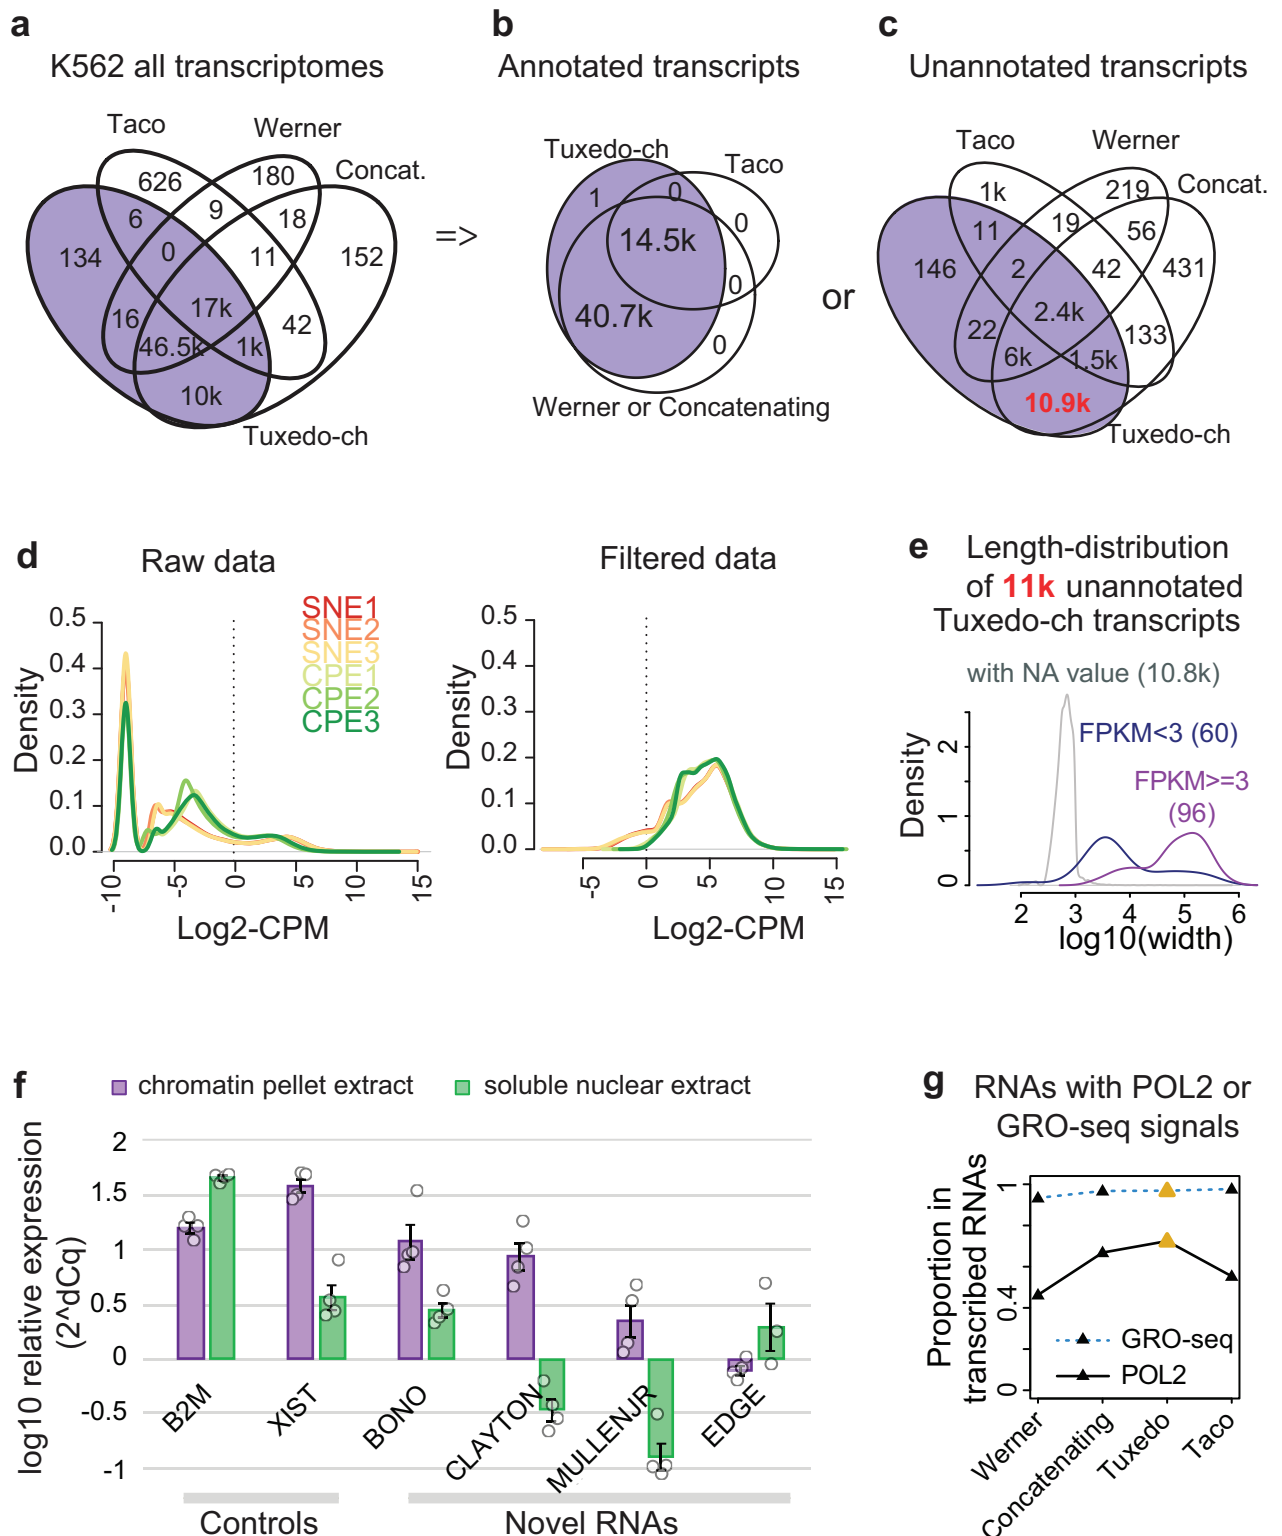 a
K562 all transcriptomes
Taco
Werner
Concat.
626
180
6
9
18
134
0
11
152
16
17k
42
46.5k
1k
10k
Tuxedo-ch
=>
b
Annotated transcripts
Tuxedo-ch
Taco
1
0
0
14.5k
0
40.7k
0
Werner or Concatenating
or
c
Unannotated transcripts
Taco
Werner
Concat.
1k
219
11
19
56
146
2
42
431
2.4k
22
133
6k
1.5k
10.9k
Tuxedo-ch
d
Raw data
Density
0.5
0.4
0.3
0.2
0.1
0.0
SNE1
SNE2
SNE3
CPE1
CPE2
CPE3
-10
-5
0
5
10
15
Log2-CPM
Filtered data
Density
0.5
0.4
0.3
0.2
0.1
0.0
-5
0
5
10
15
Log2-CPM
e
Length-distribution
of 11k unannotated
Tuxedo-ch transcripts
with NA value (10.8k)
FPKM<3 (60)
FPKM>=3
(96)
Density
2
1
0
2 3 4 5 6
log10(width)
f
chromatin pellet extract
soluble nuclear extract
log10 relative expression
(2^dCq)
2
1.5
1
0.5
0
-0.5
-1
B2M
XIST
BONO
CLAYTON
MULLENJR
EDGE
Controls
Novel RNAs
g
RNAs with POL2 or
GRO-seq signals
Proportion in
transcribed RNAs
1
0.4
0
GRO-seq
POL2
Werner
Concatenating
Tuxedo
Taco